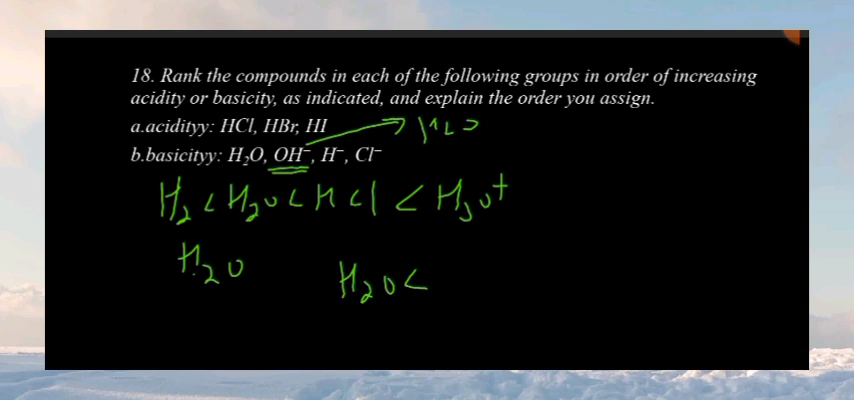 18. Rank the compounds in each of the following groups in order of increasing
acidity or basicity, as indicated, and explain the order you assign.
a.acidityy: HCl, HBr, HI
b.basicityy: H₂O, OH⁻, H⁻, Cl⁻
H₂ < H₂O < HCl < H₃O⁺
H₂O
H₂O <